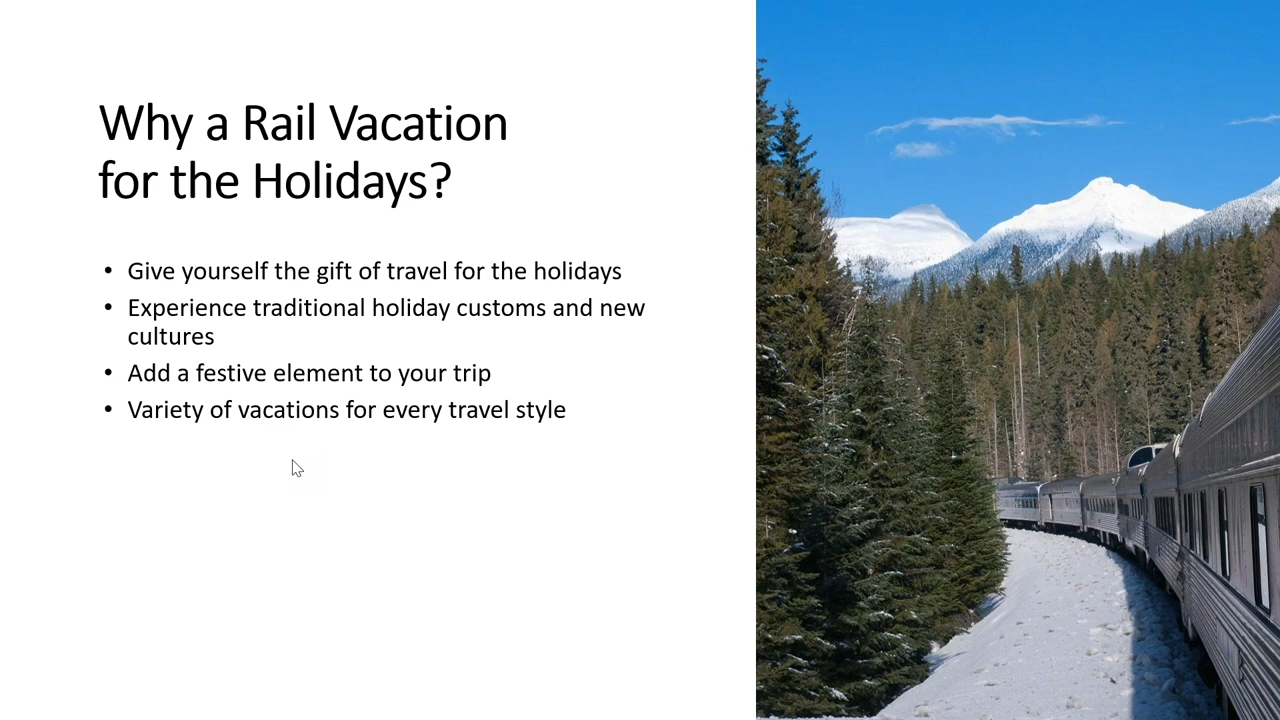 Why a Rail Vacation
for the Holidays?
• Give yourself the gift of travel for the holidays
• Experience traditional holiday customs and new
cultures
• Add a festive element to your trip
• Variety of vacations for every travel style